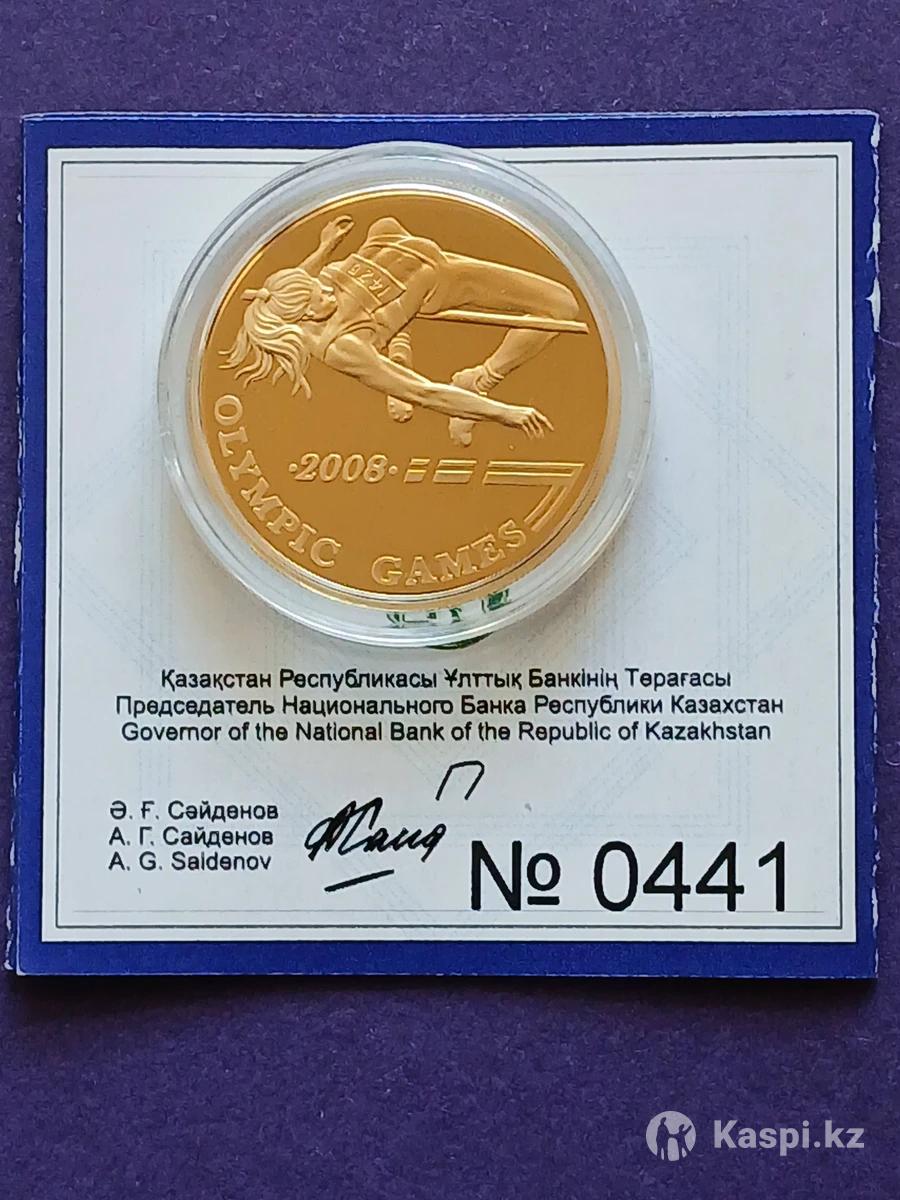 1426
·2008·
OLYMPIC GAMES
Қазақстан Республикасы Ұлттық Банкінің Төрағасы
Председатель Национального Банка Республики Казахстан
Governor of the National Bank of the Republic of Kazakhstan
Ә. Ғ. Сәйденов
А. Г. Сайденов
A. G. Saidenov
№ 0441
Kaspi.kz